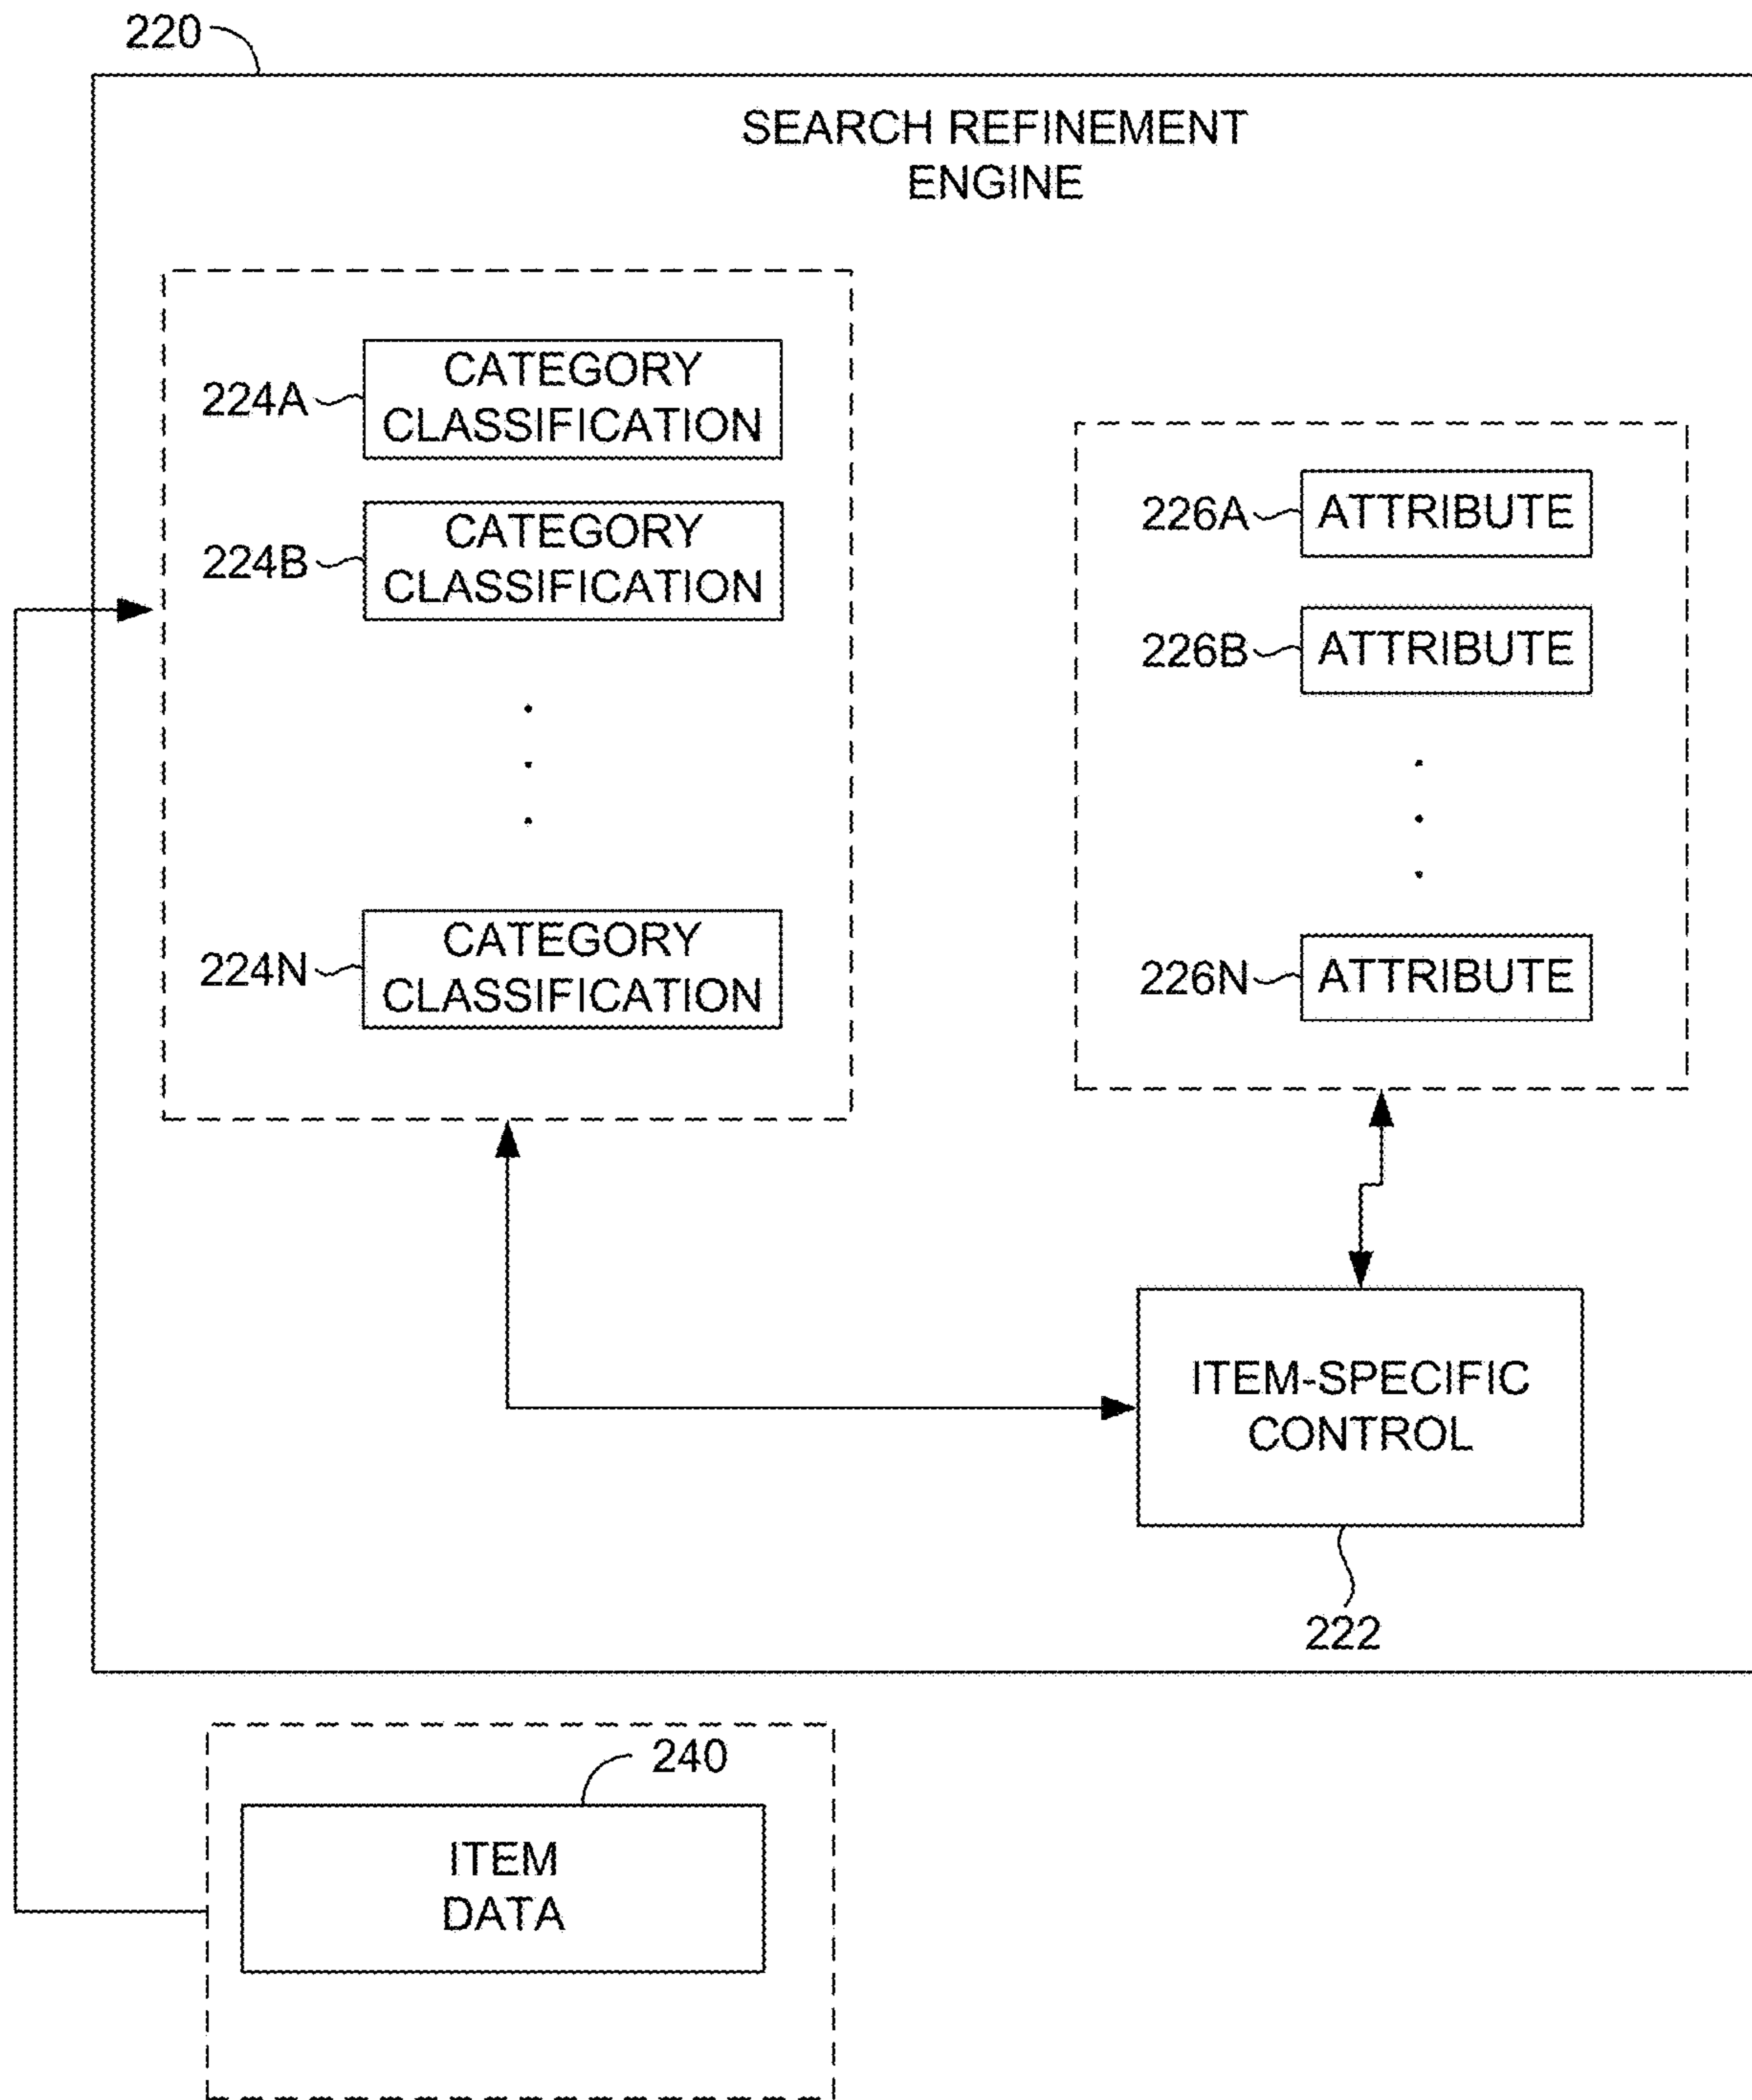 220
SEARCH REFINEMENT
ENGINE
CATEGORY
CLASSIFICATION
224A
CATEGORY
CLASSIFICATION
224B
CATEGORY
CLASSIFICATION
224N
226A
ATTRIBUTE
226B
ATTRIBUTE
226N
ATTRIBUTE
ITEM-SPECIFIC
CONTROL
222
240
ITEM
DATA